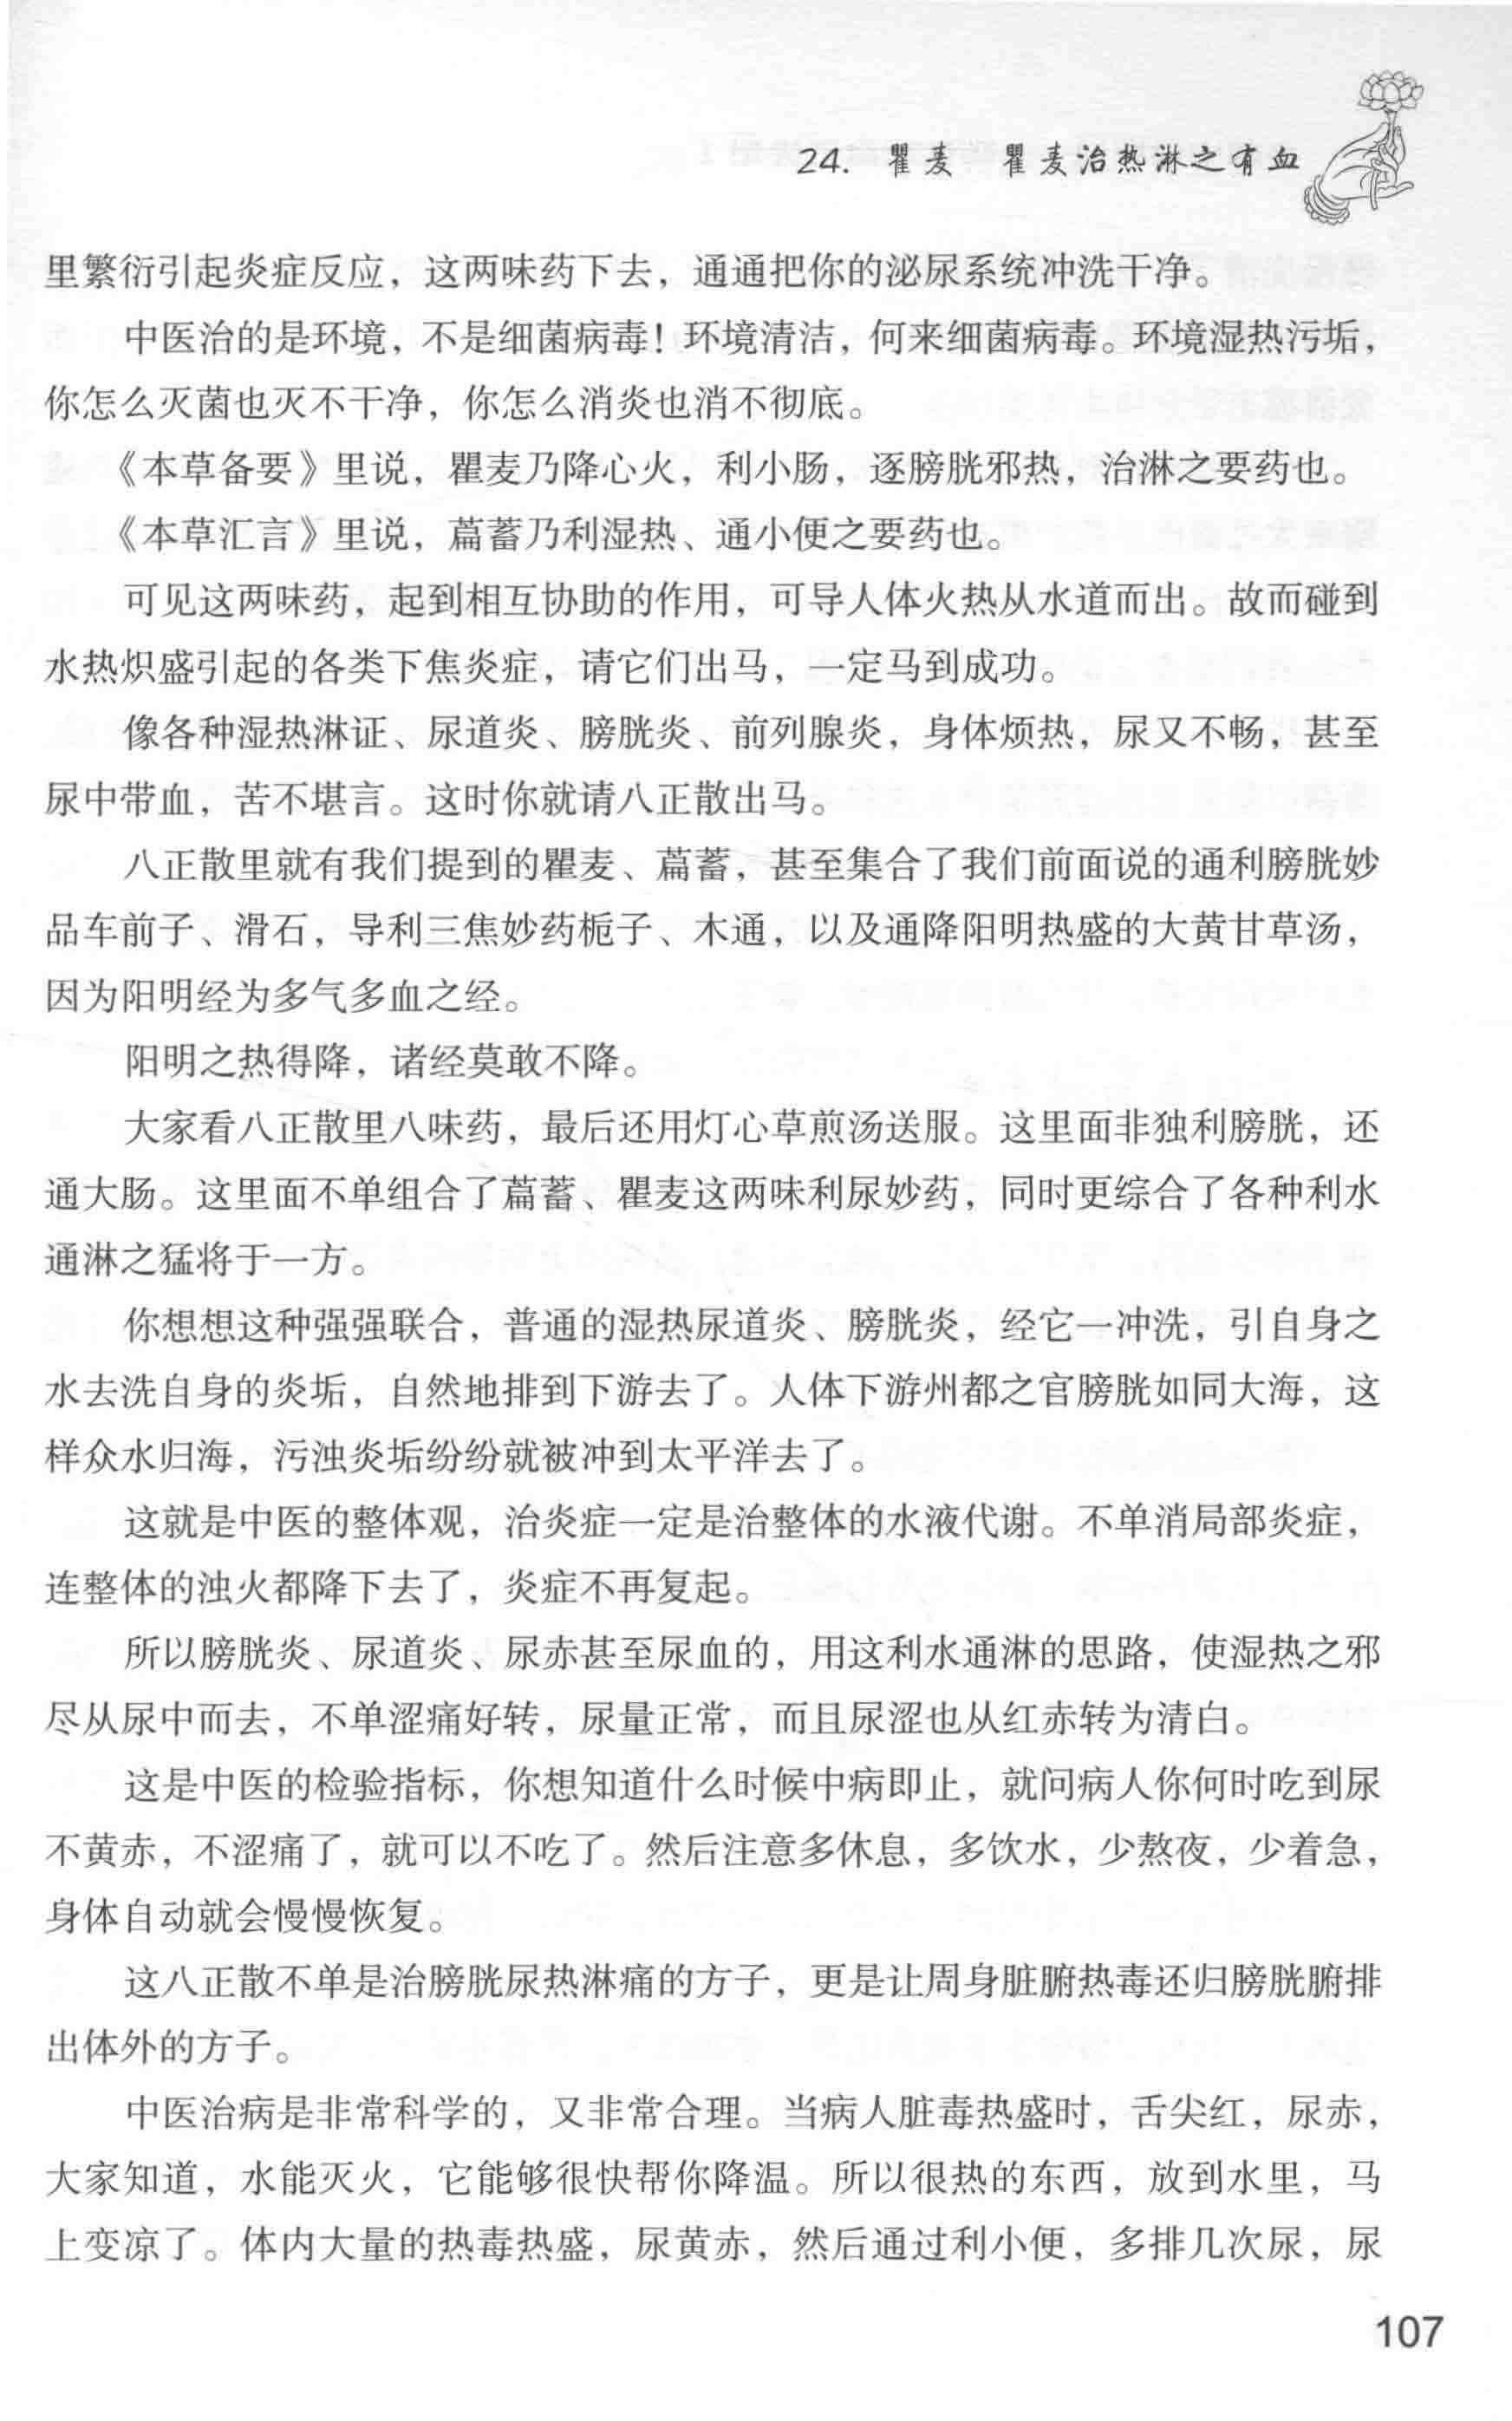 24. 瞿麦 瞿麦治热淋之有血
里繁衍引起炎症反应，这两味药下去，通通把你的泌尿系统冲洗干净。
中医治的是环境，不是细菌病毒！环境清洁，何来细菌病毒。环境湿热污垢，
你怎么灭菌也灭不干净，你怎么消炎也消不彻底。
《本草备要》里说，瞿麦乃降心火，利小肠，逐膀胱邪热，治淋之要药也。
《本草汇言》里说，萹蓄乃利湿热、通小便之要药也。
可见这两味药，起到相互协助的作用，可导人体火热从水道而出。故而碰到
水热炽盛引起的各类下焦炎症，请它们出马，一定马到成功。
像各种湿热淋证、尿道炎、膀胱炎、前列腺炎，身体烦热，尿又不畅，甚至
尿中带血，苦不堪言。这时你就请八正散出马。
八正散里就有我们提到的瞿麦、萹蓄，甚至集合了我们前面说的通利膀胱妙
品车前子、滑石，导利三焦妙药栀子、木通，以及通降阳明热盛的大黄甘草汤，
因为阳明经为多气多血之经。
阳明之热得降，诸经莫敢不降。
大家看八正散里八味药，最后还用灯心草煎汤送服。这里面非独利膀胱，还
通大肠。这里面不单组合了萹蓄、瞿麦这两味利尿妙药，同时更综合了各种利水
通淋之猛将于一方。
你想想这种强强联合，普通的湿热尿道炎、膀胱炎，经它一冲洗，引自身之
水去洗自身的炎垢，自然地排到下游去了。人体下游州都之官膀胱如同大海，这
样众水归海，污浊炎垢纷纷就被冲到太平洋去了。
这就是中医的整体观，治炎症一定是治整体的水液代谢。不单消局部炎症，
连整体的浊火都降下去了，炎症不再复起。
所以膀胱炎、尿道炎、尿赤甚至尿血的，用这利水通淋的思路，使湿热之邪
尽从尿中而去，不单涩痛好转，尿量正常，而且尿涩也从红赤转为清白。
这是中医的检验指标，你想知道什么时候中病即止，就问病人你何时吃到尿
不黄赤，不涩痛了，就可以不吃了。然后注意多休息，多饮水，少熬夜，少着急，
身体自动就会慢慢恢复。
这八正散不单是治膀胱尿热淋痛的方子，更是让周身脏腑热毒还归膀胱腑排
出体外的方子。
中医治病是非常科学的，又非常合理。当病人脏毒热盛时，舌尖红，尿赤，
大家知道，水能灭火，它能够很快帮你降温。所以很热的东西，放到水里，马
上变凉了。体内大量的热毒热盛，尿黄赤，然后通过利小便，多排几次尿，尿
107